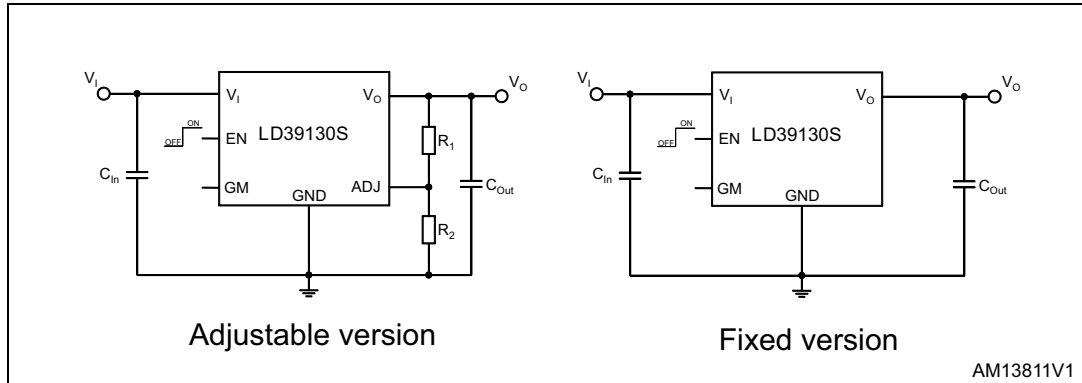 V_I
V_I
V_O
V_O
ON
OFF
EN
LD39130S
R_1
C_In
GM
ADJ
C_Out
GND
R_2
Adjustable version
V_I
V_I
V_O
V_O
ON
OFF
EN
LD39130S
C_In
GM
C_Out
GND
Fixed version
AM13811V1